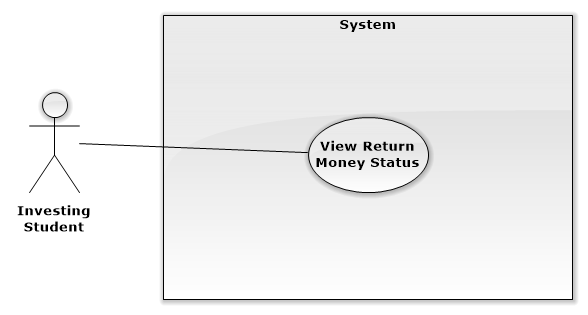 System
View Return
Money Status
Investing
Student